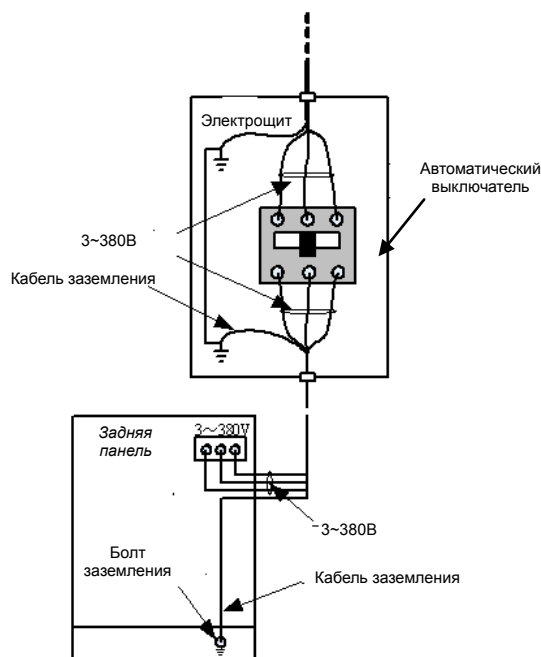 Электрощит
Автоматический
выключатель
3~380В
Кабель заземления
Задняя
панель
3~380V
3~380В
Болт
заземления
Кабель заземления